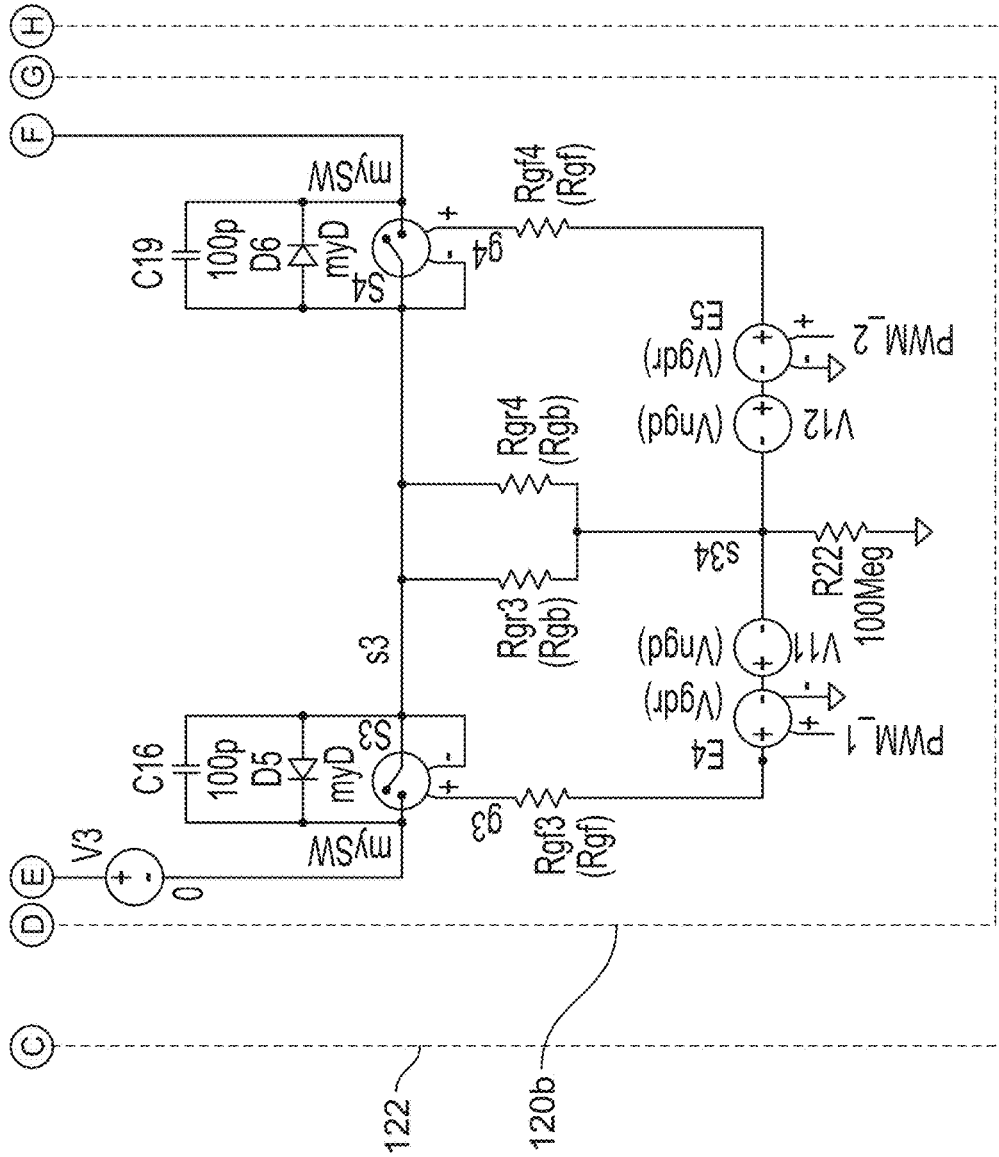 C
D
E
F
G
H
V3
0
C16
100p
D5
myD
mySW
S3
s3
C19
100p
D6
myD
mySW
S4
g3
g4
Rgf3
(Rgf)
Rgr3
(Rgb)
Rgr4
(Rgb)
Rgf4
(Rgf)
E4
(Vgdr)
(Vngd)
V11
PWM_1
s34
R22
100Meg
(Vngd)
V12
(Vgdr)
E5
PWM_2
122
120b
+
-
+
-
+
-
+
-
+
-
+
-
+
-
+
-
+
-